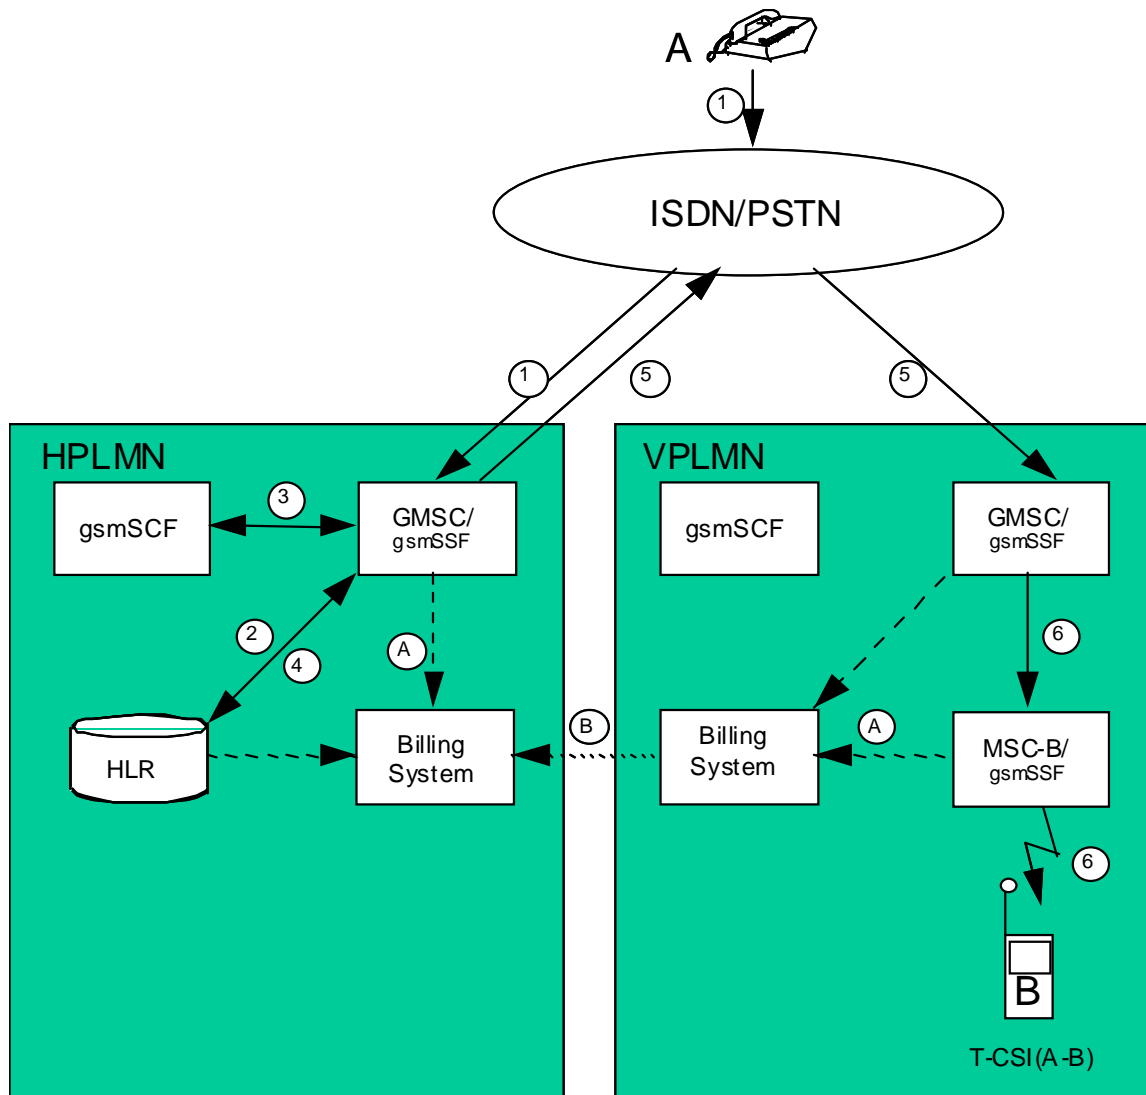 A
1
ISDN/PSTN
1
5
5
HPLMN
VPLMN
gsmSCF
3
GMSC/
gsmSSF
gsmSCF
GMSC/
gsmSSF
2
4
A
6
HLR
Billing
System
B
Billing
System
A
MSC-B/
gsmSSF
6
B
T-CSI(A-B)